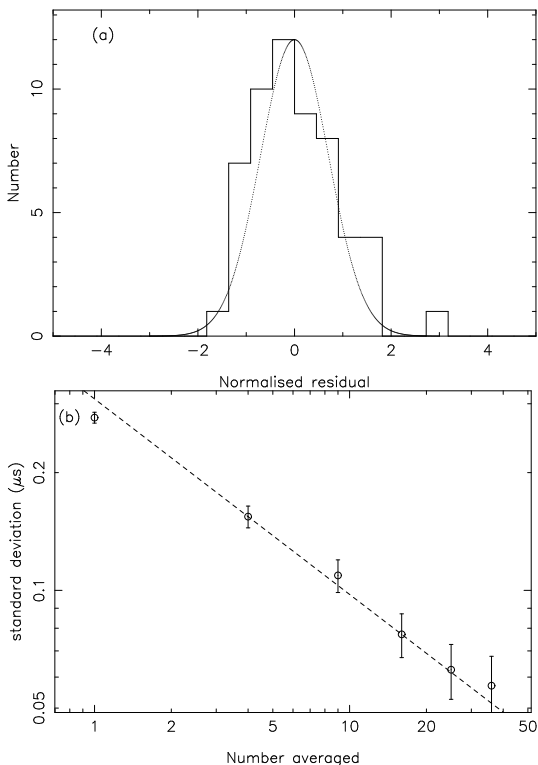 (a)
10
5
0
Number
−4 −2 0 2 4
Normalised residual
(b)
0.2
0.1
0.05
standard deviation (μs)
1 2 5 10 20 50
Number averaged